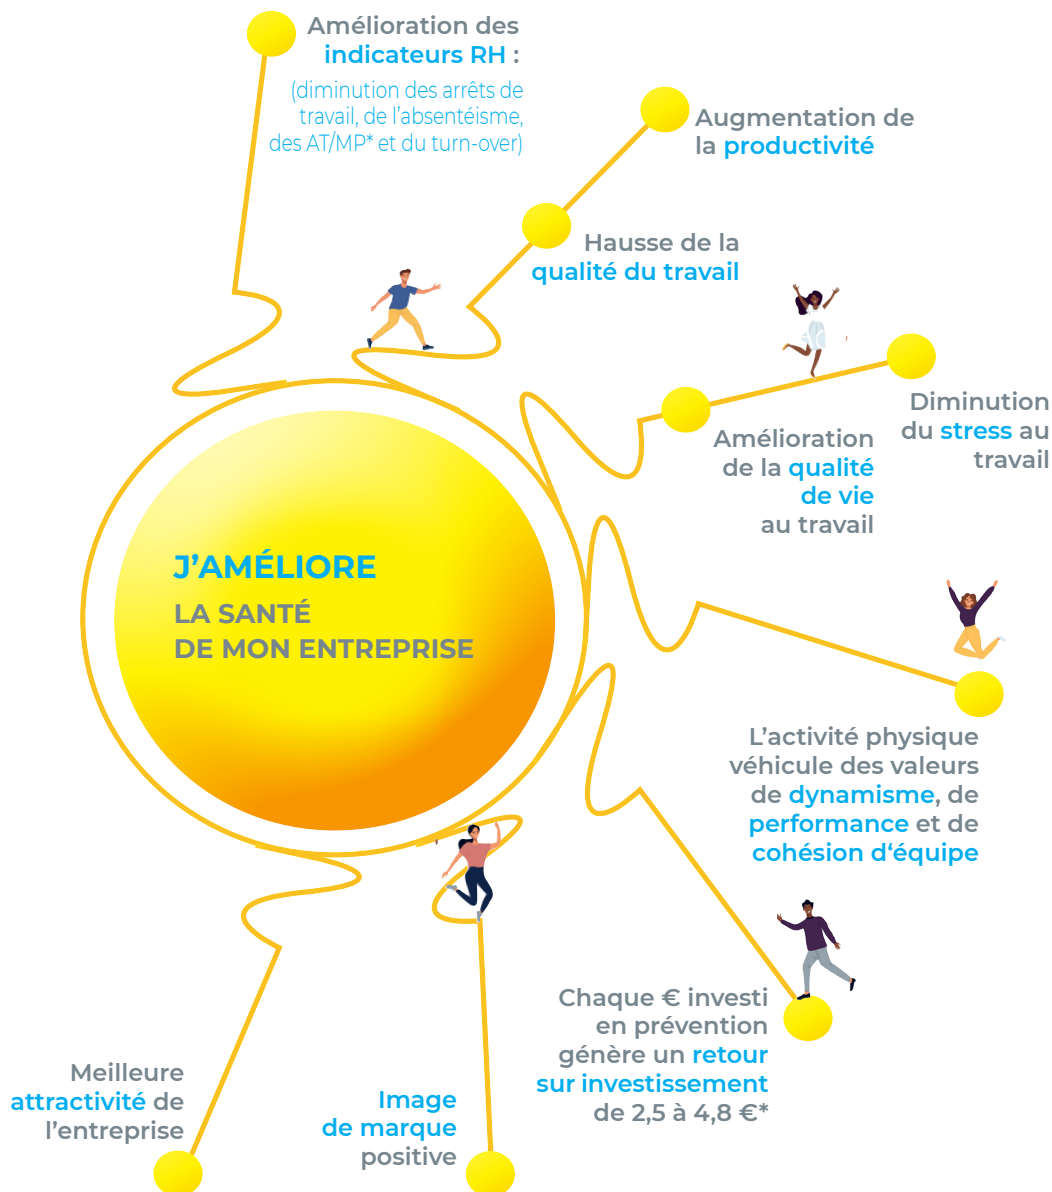 Amélioration des
indicateurs RH :
(diminution des arrêts de
travail, de l’absentéisme,
des AT/MP* et du turn-over)
Augmentation de
la productivité
Hausse de la
qualité du travail
Diminution
du stress au
travail
Amélioration
de la qualité
de vie
au travail
J’AMÉLIORE
LA SANTÉ
DE MON ENTREPRISE
L’activité physique
véhicule des valeurs
de dynamisme, de
performance et de
cohésion d‘équipe
Chaque € investi
en prévention
génère un retour
sur investissement
de 2,5 à 4,8 €*
Image
de marque
positive
Meilleure
attractivité de
l’entreprise